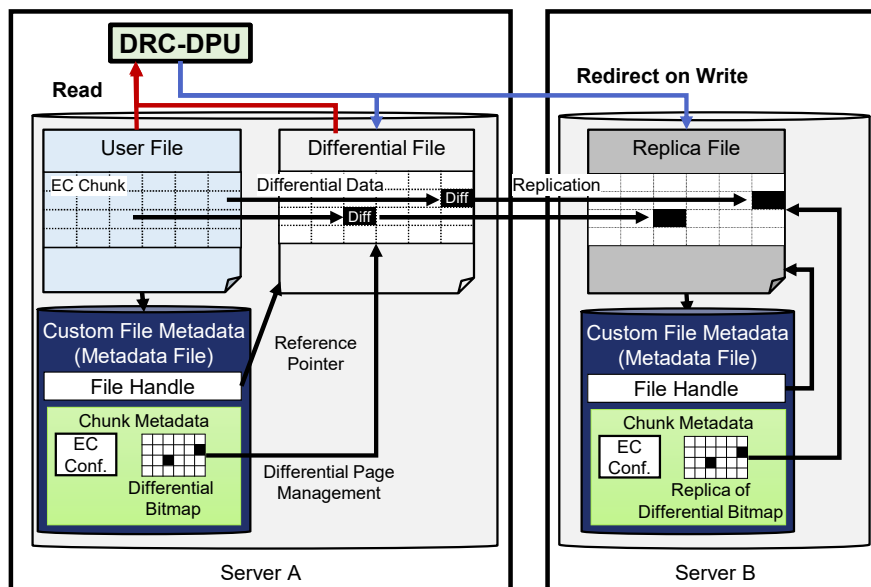 DRC-DPU
Read
Redirect on Write
User File
Differential File
Replica File
EC Chunk
Differential Data
Replication
Diff
Diff
Custom File Metadata
(Metadata File)
File Handle
Chunk Metadata
EC
Conf.
Differential
Bitmap
Reference
Pointer
Differential Page
Management
Custom File Metadata
(Metadata File)
File Handle
Chunk Metadata
EC
Conf.
Replica of
Differential Bitmap
Server A
Server B